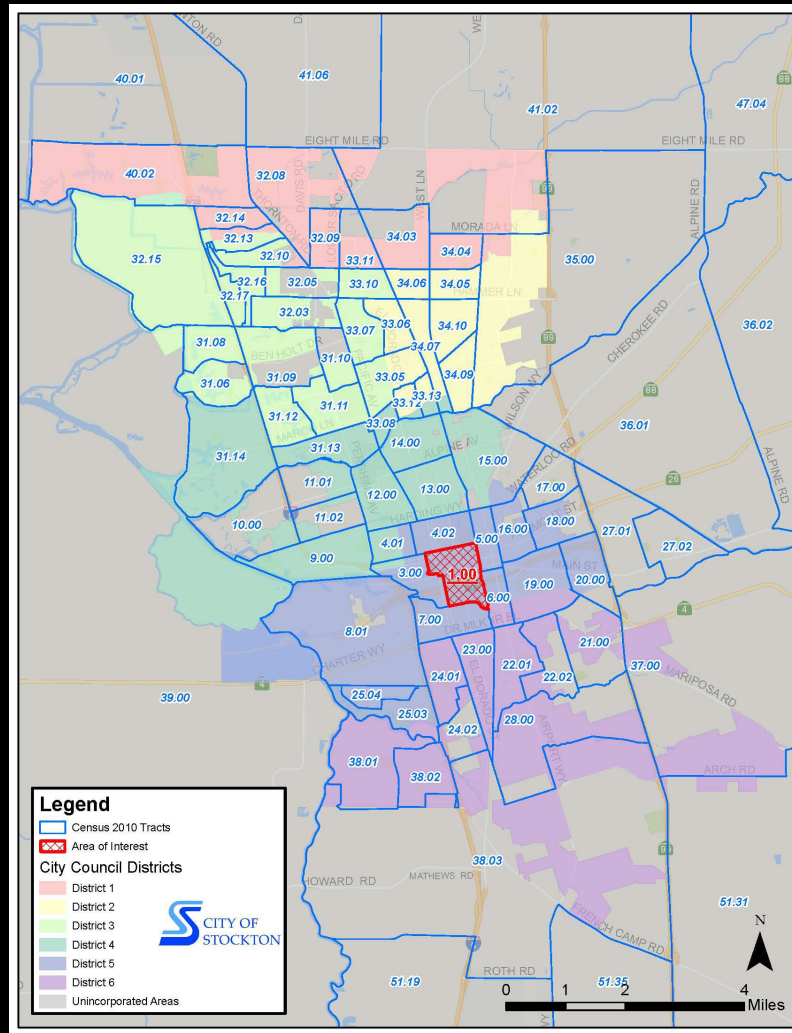 40.01
41.06
41.02
47.04
88
EIGHT MILE RD
EIGHT MILE RD
40.02
32.08
DAVIS RD
THORNTON RD
WEST LN
99
ALPINE RD
32.14
32.13
32.09
34.03
MORADA LN
32.15
32.10
33.11
34.04
35.00
32.16
32.05
33.10
34.06
34.05
HAMMER LN
32.17
32.03
33.06
34.10
36.02
33.07
99
CHEROKEE RD
31.08
BEN HOLT DR
31.10
34.07
31.06
31.09
33.05
34.09
88
33.12
33.13
31.12
31.11
WILSON WY
33.08
36.01
MARCH LN
31.13
14.00
ALPINE AV
31.14
15.00
WATERLOO RD
ALPINE RD
11.01
PERSHING AV
12.00
13.00
17.00
26
10.00
11.02
HARDING WY
16.00
18.00
4.01
4.02
5.00
27.01
27.02
9.00
3.00
1.00
MAIN ST
19.00
20.00
6.00
4
7.00
8.01
21.00
23.00
CHARTER WY
22.01
37.00
24.01
22.02
MARIPOSA RD
4
39.00
25.04
25.03
28.00
24.02
AIRPORT WY
38.01
38.02
ARCH RD
Legend
Census 2010 Tracts
Area of Interest
City Council Districts
District 1
District 2
District 3
District 4
District 5
District 6
Unincorporated Areas
CITY OF
STOCKTON
99
38.03
HOWARD RD
MATHEWS RD
51.31
FRENCH CAMP RD
N
ROTH RD
51.19
51.35
0 1 2 4
Miles